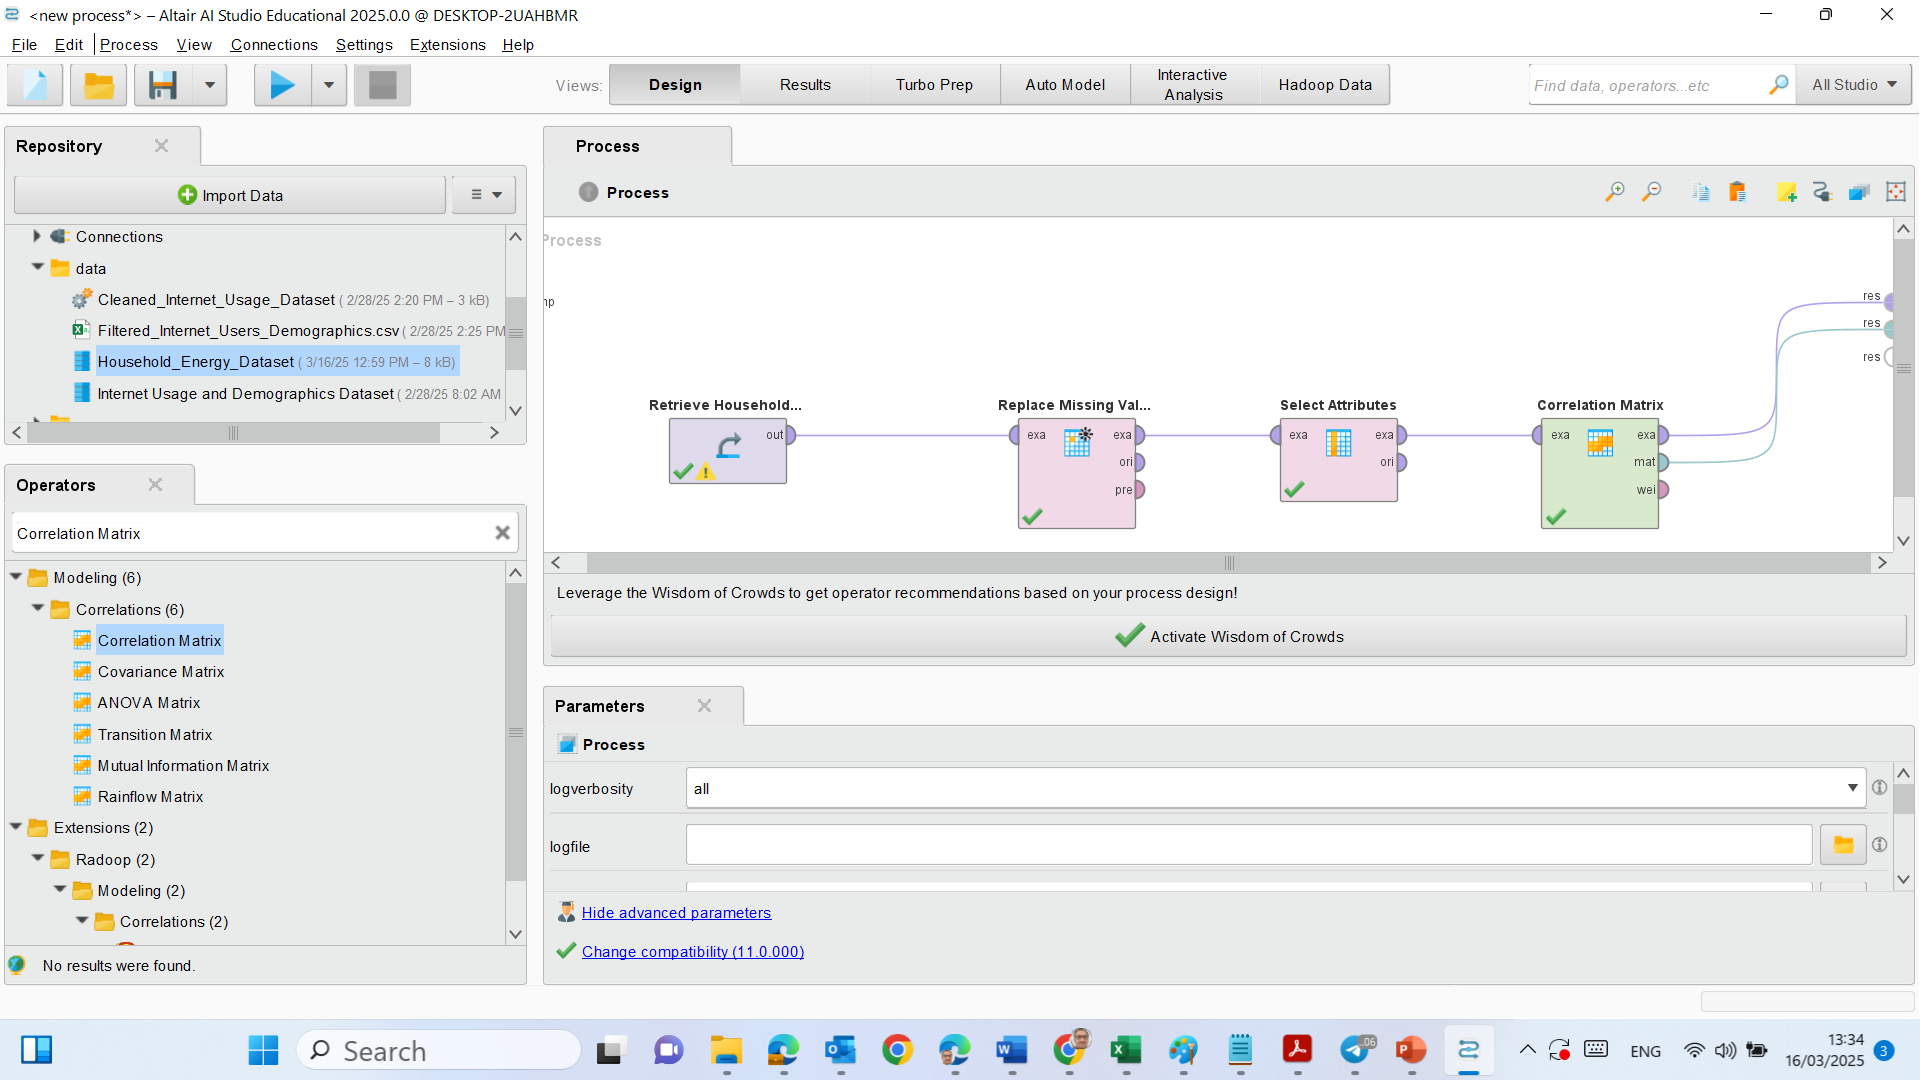 <new process*> – Altair AI Studio Educational 2025.0.0 @ DESKTOP-2UAHBMR
File Edit Process View Connections Settings Extensions Help
Views: Design Results Turbo Prep Auto Model Interactive Analysis Hadoop Data
Find data, operators...etc All Studio
Repository
Import Data
Connections
data
Cleaned_Internet_Usage_Dataset ( 2/28/25 2:20 PM – 3 kB)
Filtered_Internet_Users_Demographics.csv ( 2/28/25 2:25 PM
Household_Energy_Dataset ( 3/16/25 12:59 PM – 8 kB)
Internet Usage and Demographics Dataset ( 2/28/25 8:02 AM
Operators
Correlation Matrix
Modeling (6)
Correlations (6)
Correlation Matrix
Covariance Matrix
ANOVA Matrix
Transition Matrix
Mutual Information Matrix
Rainflow Matrix
Extensions (2)
Radoop (2)
Modeling (2)
Correlations (2)
No results were found.
Process
Process
Process
np
res
res
res
Retrieve Household...
out
Replace Missing Val...
exa exa
ori
pre
Select Attributes
exa exa
ori
Correlation Matrix
exa exa
mat
wei
Leverage the Wisdom of Crowds to get operator recommendations based on your process design!
Activate Wisdom of Crowds
Parameters
Process
logverbosity all
logfile
Hide advanced parameters
Change compatibility (11.0.000)
Search
..06
ENG
13:34
16/03/2025
3